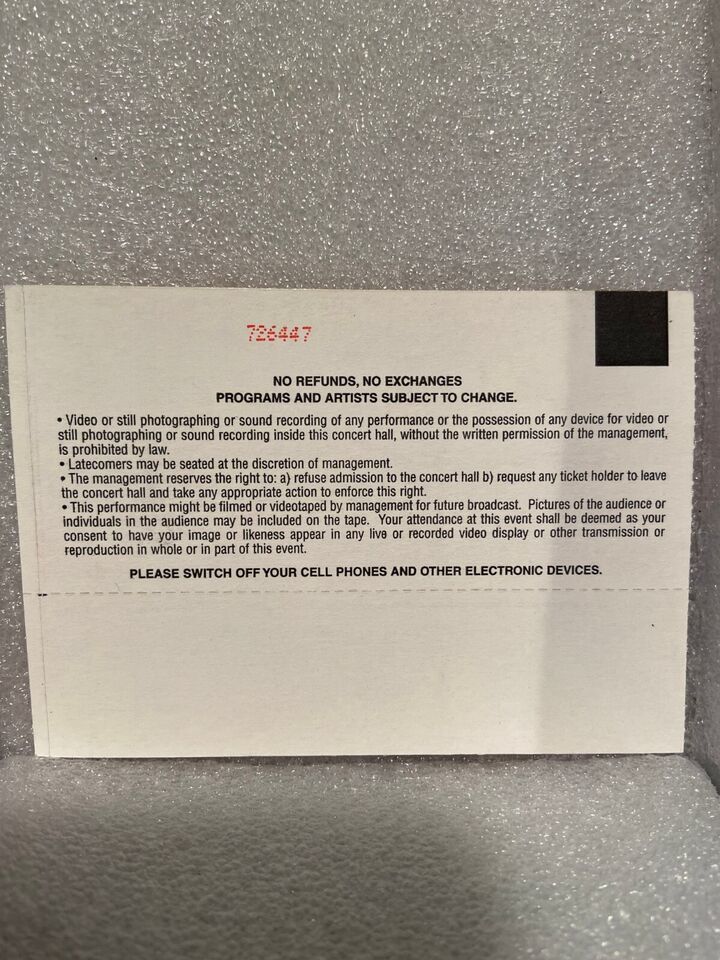 726447
NO REFUNDS, NO EXCHANGES
PROGRAMS AND ARTISTS SUBJECT TO CHANGE.
• Video or still photographing or sound recording of any performance or the possession of any device for video or
still photographing or sound recording inside this concert hall, without the written permission of the management,
is prohibited by law.
• Latecomers may be seated at the discretion of management.
• The management reserves the right to: a) refuse admission to the concert hall b) request any ticket holder to leave
the concert hall and take any appropriate action to enforce this right.
• This performance might be filmed or videotaped by management for future broadcast. Pictures of the audience or
individuals in the audience may be included on the tape. Your attendance at this event shall be deemed as your
consent to have your image or likeness appear in any live or recorded video display or other transmission or
reproduction in whole or in part of this event.
PLEASE SWITCH OFF YOUR CELL PHONES AND OTHER ELECTRONIC DEVICES.